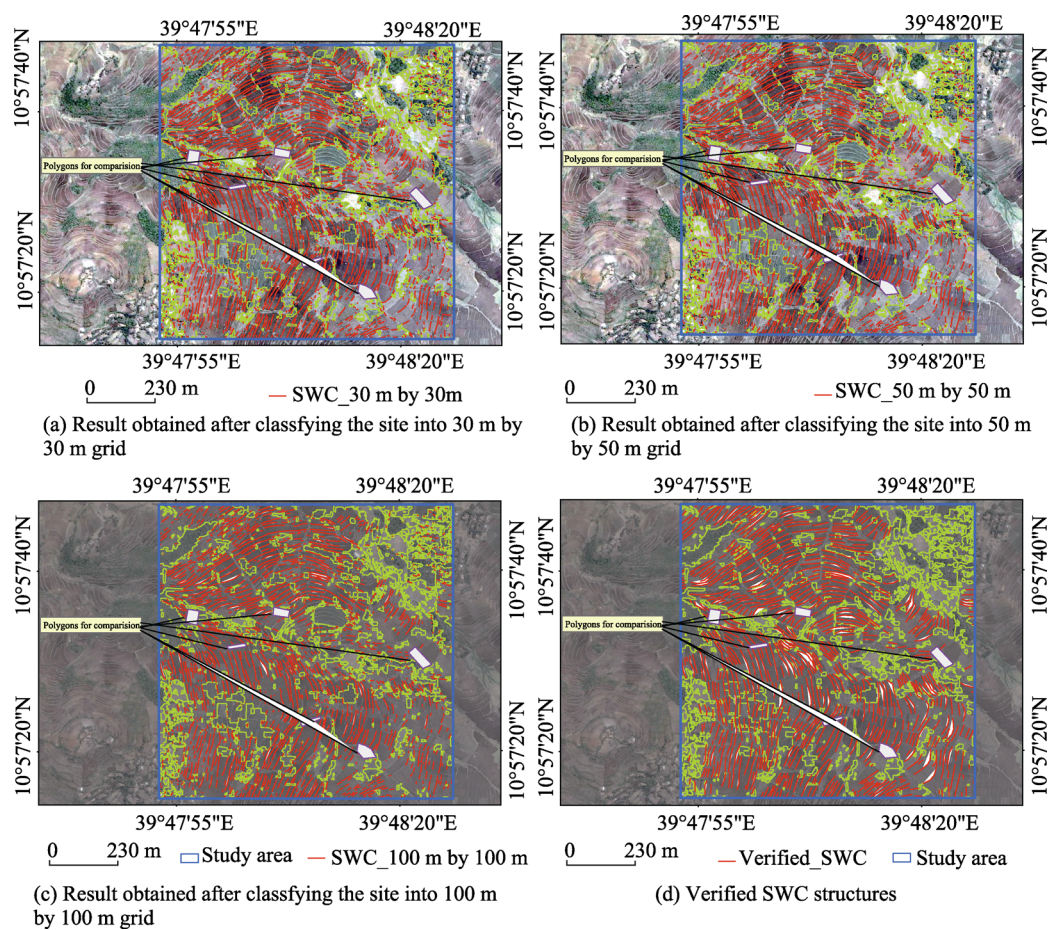 39°47'55"E 39°48'20"E 39°47'55"E 39°48'20"E
10°57'40"N 10°57'40"N 10°57'40"N 10°57'40"N
Polygons for comparision Polygons for comparision
10°57'20"N 10°57'20"N 10°57'20"N 10°57'20"N
39°47'55"E 39°48'20"E 39°47'55"E 39°48'20"E
0 230 m SWC_30 m by 30m 0 230 m SWC_50 m by 50 m
(a) Result obtained after classfying the site into 30 m by
30 m grid
(b) Result obtained after classifying the site into 50 m
by 50 m grid
39°47'55"E 39°48'20"E 39°47'55"E 39°48'20"E
10°57'40"N 10°57'40"N 10°57'40"N 10°57'40"N
Polygons for comparision Polygons for comparision
10°57'20"N 10°57'20"N 10°57'20"N 10°57'20"N
39°47'55"E 39°48'20"E 39°47'55"E 39°48'20"E
0 230 m Study area SWC_100 m by 100 m 0 230 m Verified_SWC Study area
(c) Result obtained after classfying the site into 100 m
by 100 m grid
(d) Verified SWC structures